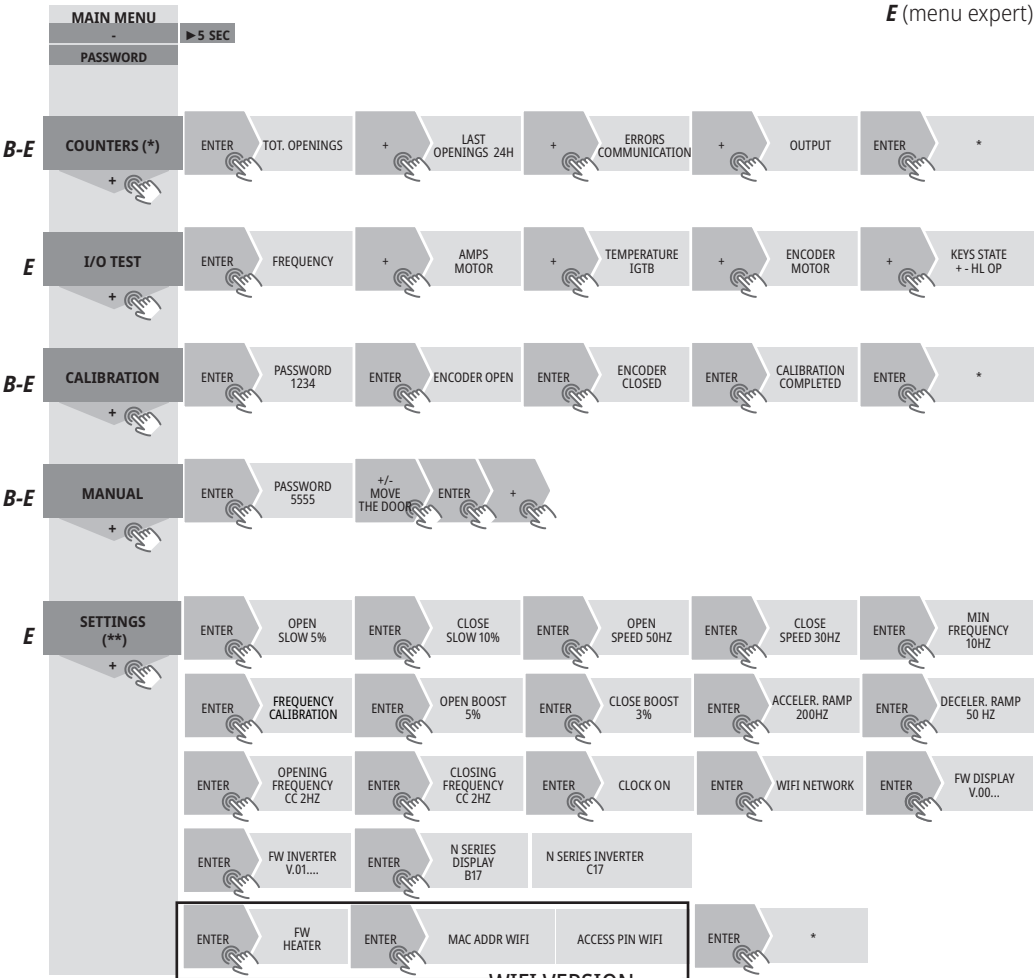 E (menu expert)
MAIN MENU
-
►5 SEC
PASSWORD
B-E
COUNTERS (*)
+
ENTER
TOT. OPENINGS
+
LAST
OPENINGS 24H
+
ERRORS
COMMUNICATION
+
OUTPUT
ENTER
*
E
I/O TEST
+
ENTER
FREQUENCY
+
AMPS
MOTOR
+
TEMPERATURE
IGTB
+
ENCODER
MOTOR
+
KEYS STATE
+ - HL OP
B-E
CALIBRATION
+
ENTER
PASSWORD
1234
ENTER
ENCODER OPEN
ENTER
ENCODER
CLOSED
ENTER
CALIBRATION
COMPLETED
ENTER
*
B-E
MANUAL
+
ENTER
PASSWORD
5555
+/-
MOVE
THE DOOR
ENTER
+
E
SETTINGS
(**)
+
ENTER
OPEN
SLOW 5%
ENTER
CLOSE
SLOW 10%
ENTER
OPEN
SPEED 50HZ
ENTER
CLOSE
SPEED 30HZ
ENTER
MIN
FREQUENCY
10HZ
ENTER
FREQUENCY
CALIBRATION
ENTER
OPEN BOOST
5%
ENTER
CLOSE BOOST
3%
ENTER
ACCELER. RAMP
200HZ
ENTER
DECELER. RAMP
50 HZ
ENTER
OPENING
FREQUENCY
CC 2HZ
ENTER
CLOSING
FREQUENCY
CC 2HZ
ENTER
CLOCK ON
ENTER
WIFI NETWORK
ENTER
FW DISPLAY
V.00...
ENTER
FW INVERTER
V.01....
ENTER
N SERIES
DISPLAY
B17
N SERIES INVERTER
C17
ENTER
FW
HEATER
ENTER
MAC ADDR WIFI
ACCESS PIN WIFI
ENTER
*
WIFI VERSION